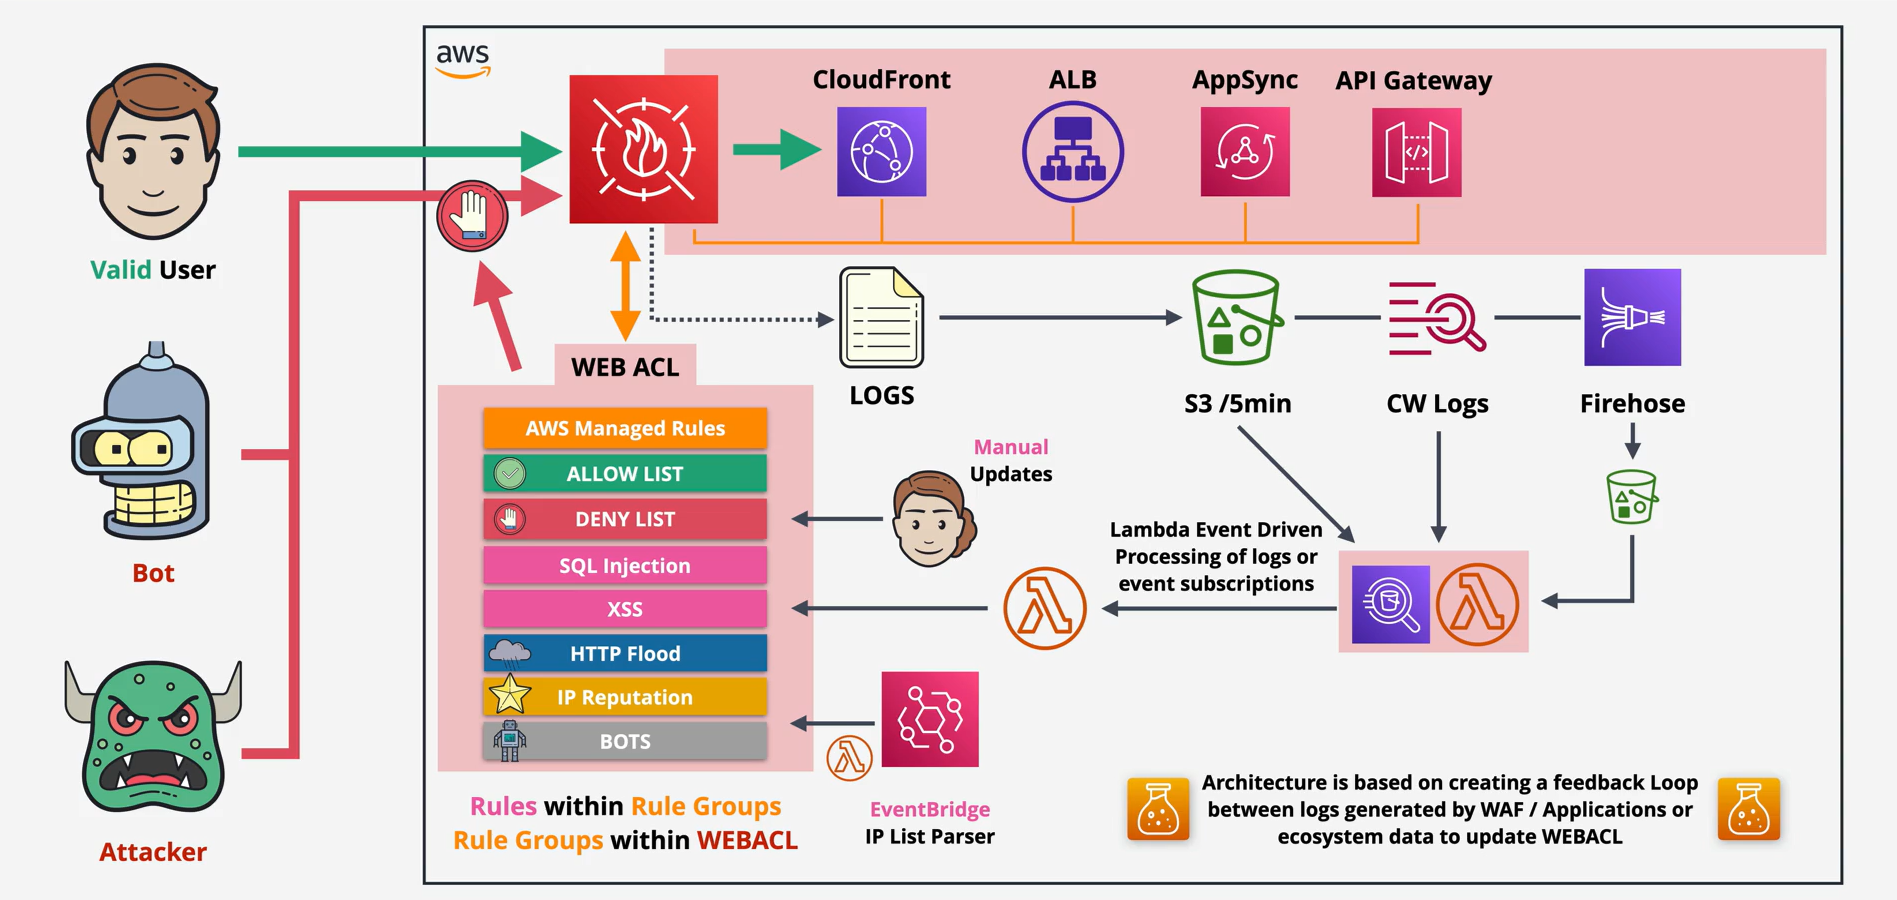 aws
CloudFront
ALB
AppSync
API Gateway
Valid User
WEB ACL
LOGS
S3 /5min
CW Logs
Firehose
AWS Managed Rules
ALLOW LIST
DENY LIST
SQL Injection
XSS
HTTP Flood
IP Reputation
BOTS
Manual
Updates
Lambda Event Driven
Processing of logs or
event subscriptions
Bot
Attacker
Rules within Rule Groups
Rule Groups within WEBACL
EventBridge
IP List Parser
Architecture is based on creating a feedback Loop
between logs generated by WAF / Applications or
ecosystem data to update WEBACL